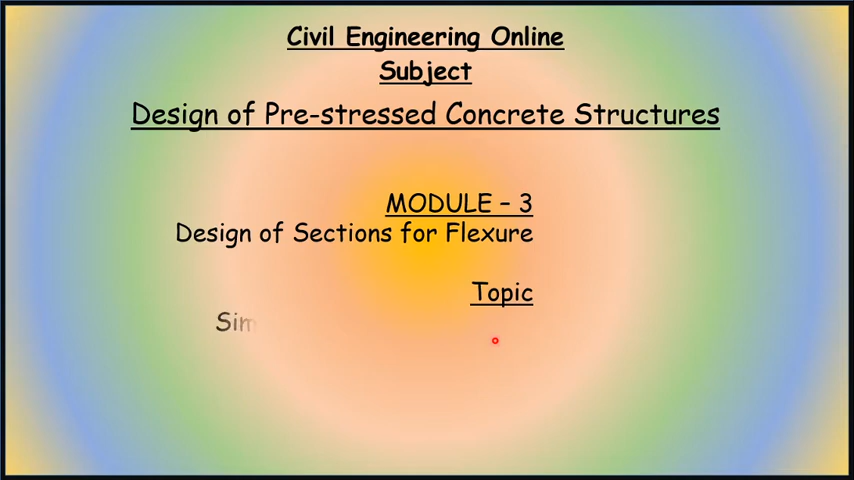 Civil Engineering Online
Subject
Design of Pre-stressed Concrete Structures
MODULE – 3
Design of Sections for Flexure
Topic